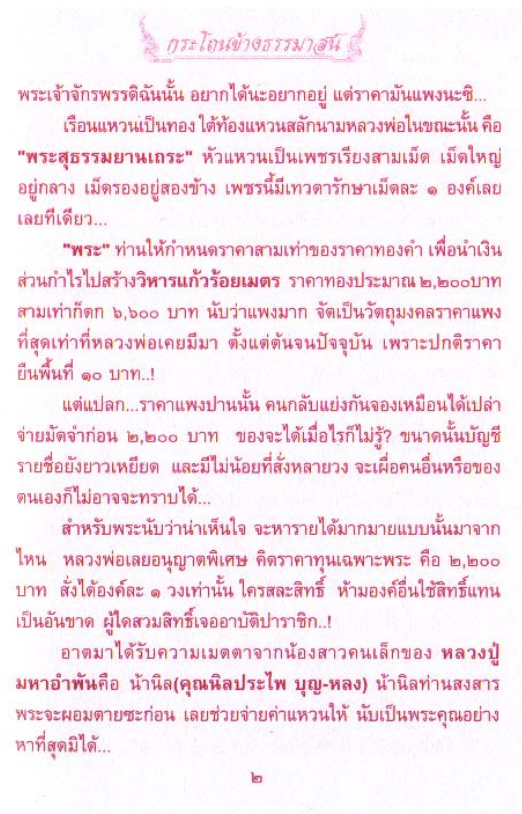 กระโถนข้างธรรมาสน์
พระเจ้าจักรพรรดิฉันนั้น อยากได้นะอยากอยู่ แต่ราคามันแพงนะซิ...
เรือนแหวนเป็นทอง ใต้ท้องแหวนสลักนามหลวงพ่อในขณะนั้น คือ
"พระสุธรรมยานเถระ" หัวแหวนเป็นเพชรเรียงสามเม็ด เม็ดใหญ่
อยู่กลาง เม็ดรองอยู่สองข้าง เพชรนี้มีเทวดารักษาเม็ดละ ๑ องค์เลย
เลยทีเดียว...
"พระ" ท่านให้กำหนดราคาสามเท่าของราคาทองคำ เพื่อนำเงิน
ส่วนกำไรไปสร้างวิหารแก้วร้อยเมตร ราคาทองประมาณ ๒,๒๐๐บาท
สามเท่าก็ตก ๖,๖๐๐ บาท นับว่าแพงมาก จัดเป็นวัตถุมงคลราคาแพง
ที่สุดเท่าที่หลวงพ่อเคยมีมา ตั้งแต่ต้นจนปัจจุบัน เพราะปกติราคา
ยืนพื้นที่ ๑๐ บาท..!
แต่แปลก...ราคาแพงปานนั้น คนกลับแย่งกันจองเหมือนได้เปล่า
จ่ายมัดจำก่อน ๒,๒๐๐ บาท ของจะได้เมื่อไรก็ไม่รู้? ขนาดนั้นบัญชี
รายชื่อยังยาวเหยียด และมีไม่น้อยที่สั่งหลายวง จะเผื่อคนอื่นหรือของ
ตนเองก็ไม่อาจจะทราบได้...
สำหรับพระนับว่าน่าเห็นใจ จะหารายได้มากมายแบบนั้นมาจาก
ไหน หลวงพ่อเลยอนุญาตพิเศษ คิดราคาทุนเฉพาะพระ คือ ๒,๒๐๐
บาท สั่งได้องค์ละ ๑ วงเท่านั้น ใครสละสิทธิ์ ห้ามองค์อื่นใช้สิทธิ์แทน
เป็นอันขาด ผู้ใดสวมสิทธิ์เจออาบัติปาราชิก..!
อาตมาได้รับความเมตตาจากน้องสาวคนเล็กของ หลวงปู่
มหาอำพันคือ น้านิล(คุณนิลประไพ บุญ-หลง) น้านิลท่านสงสาร
พระจะผอมตายซะก่อน เลยช่วยจ่ายค่าแหวนให้ นับเป็นพระคุณอย่าง
หาที่สุดมิได้...
๒